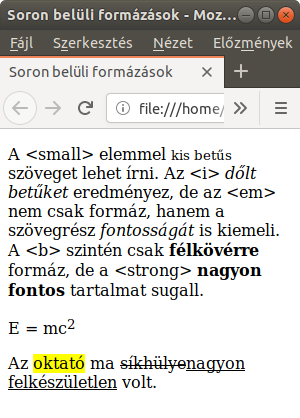 Soron belüli formázások - Moz...
Fájl Szerkesztés Nézet Előzmények
Soron belüli formázások
file:///home/
A <small> elemmel kis betűs
szöveget lehet írni. Az <i> dőlt
betűket eredményez, de az <em>
nem csak formáz, hanem a
szövegrész fontosságát is kiemeli.
A <b> szintén csak félkövérre
formáz, de a <strong> nagyon
fontos tartalmat sugall.
E = mc2
Az oktató ma síkhülyenagyon
felkészületlen volt.